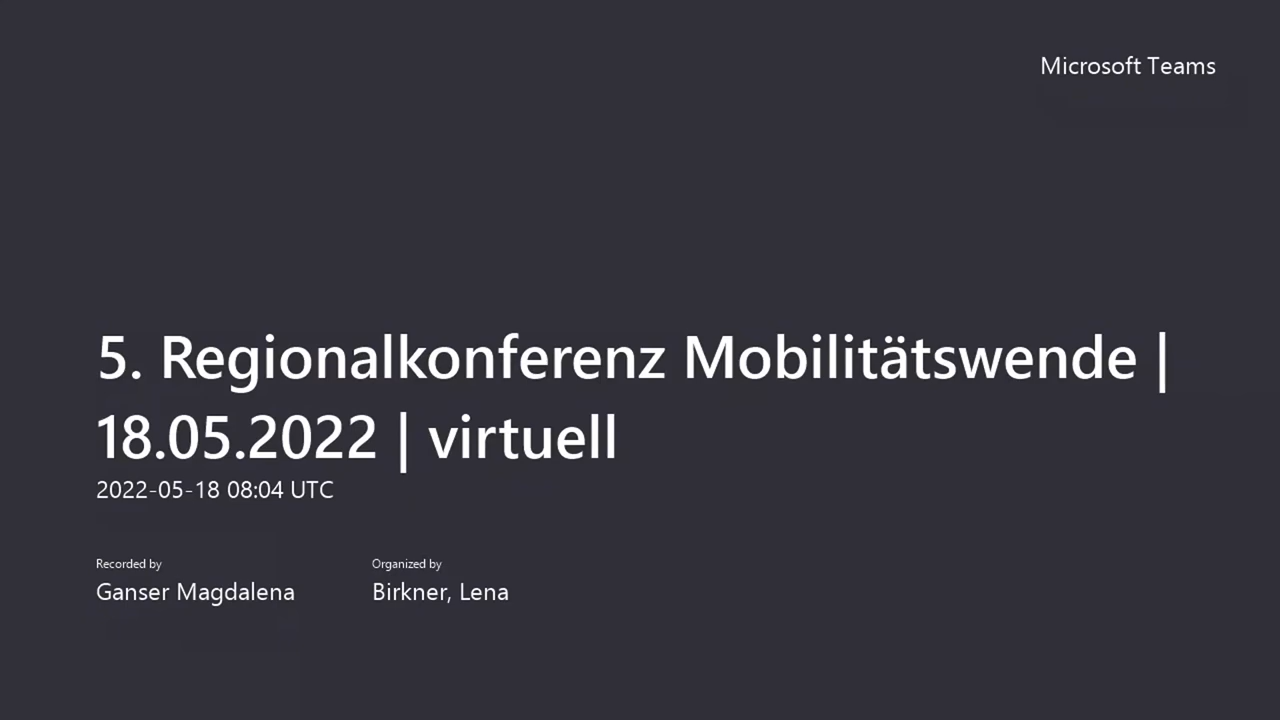 Microsoft Teams
5. Regionalkonferenz Mobilitätswende |
18.05.2022 | virtuell
2022-05-18 08:04 UTC
Recorded by
Ganser Magdalena
Organized by
Birkner, Lena